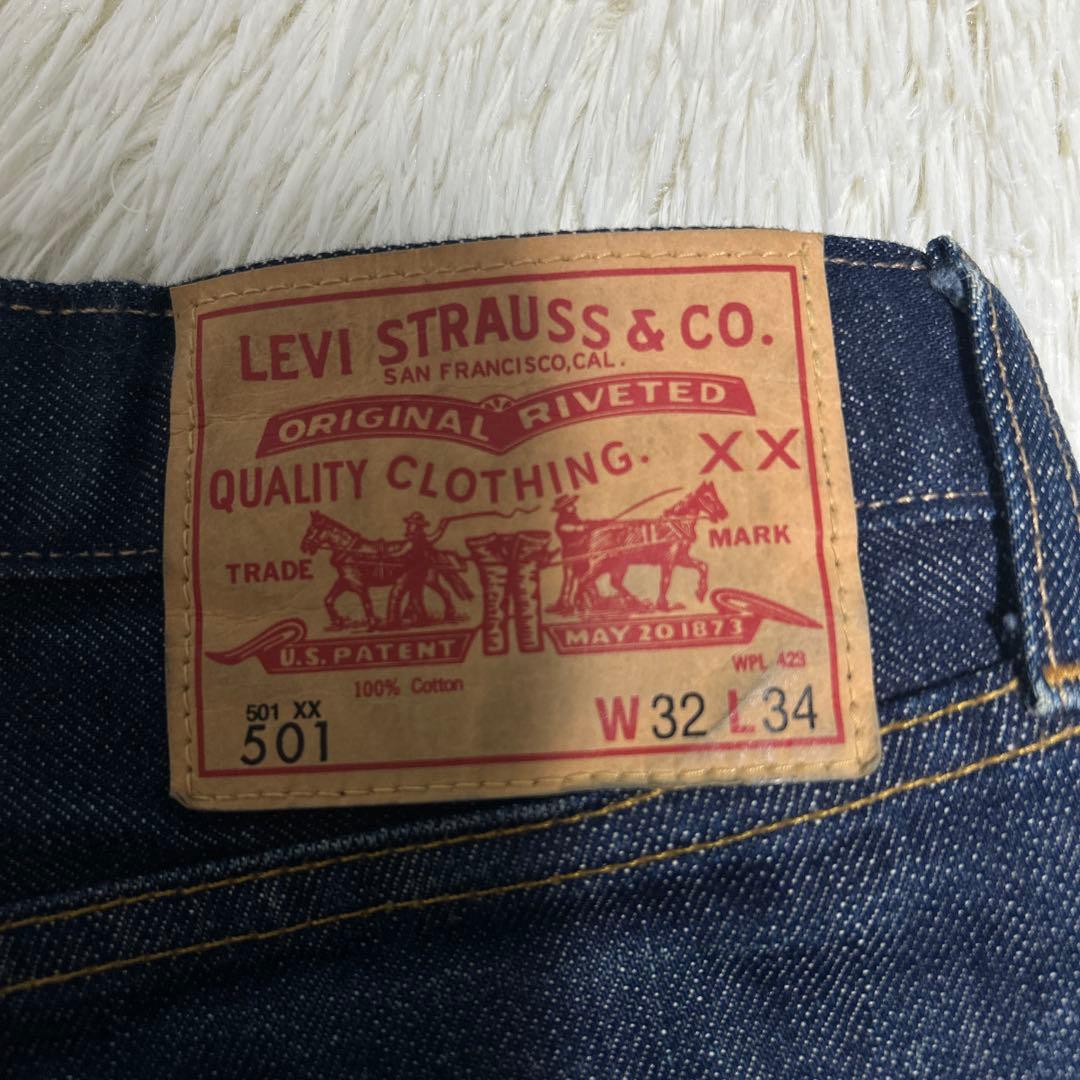 LEVI STRAUSS & CO.
SAN FRANCISCO, CAL.
ORIGINAL RIVETED
QUALITY CLOTHING. XX
TRADE MARK
U.S. PATENT MAY 20 1873
WPL 423
100% Cotton
501 XX
501 W 32 L 34